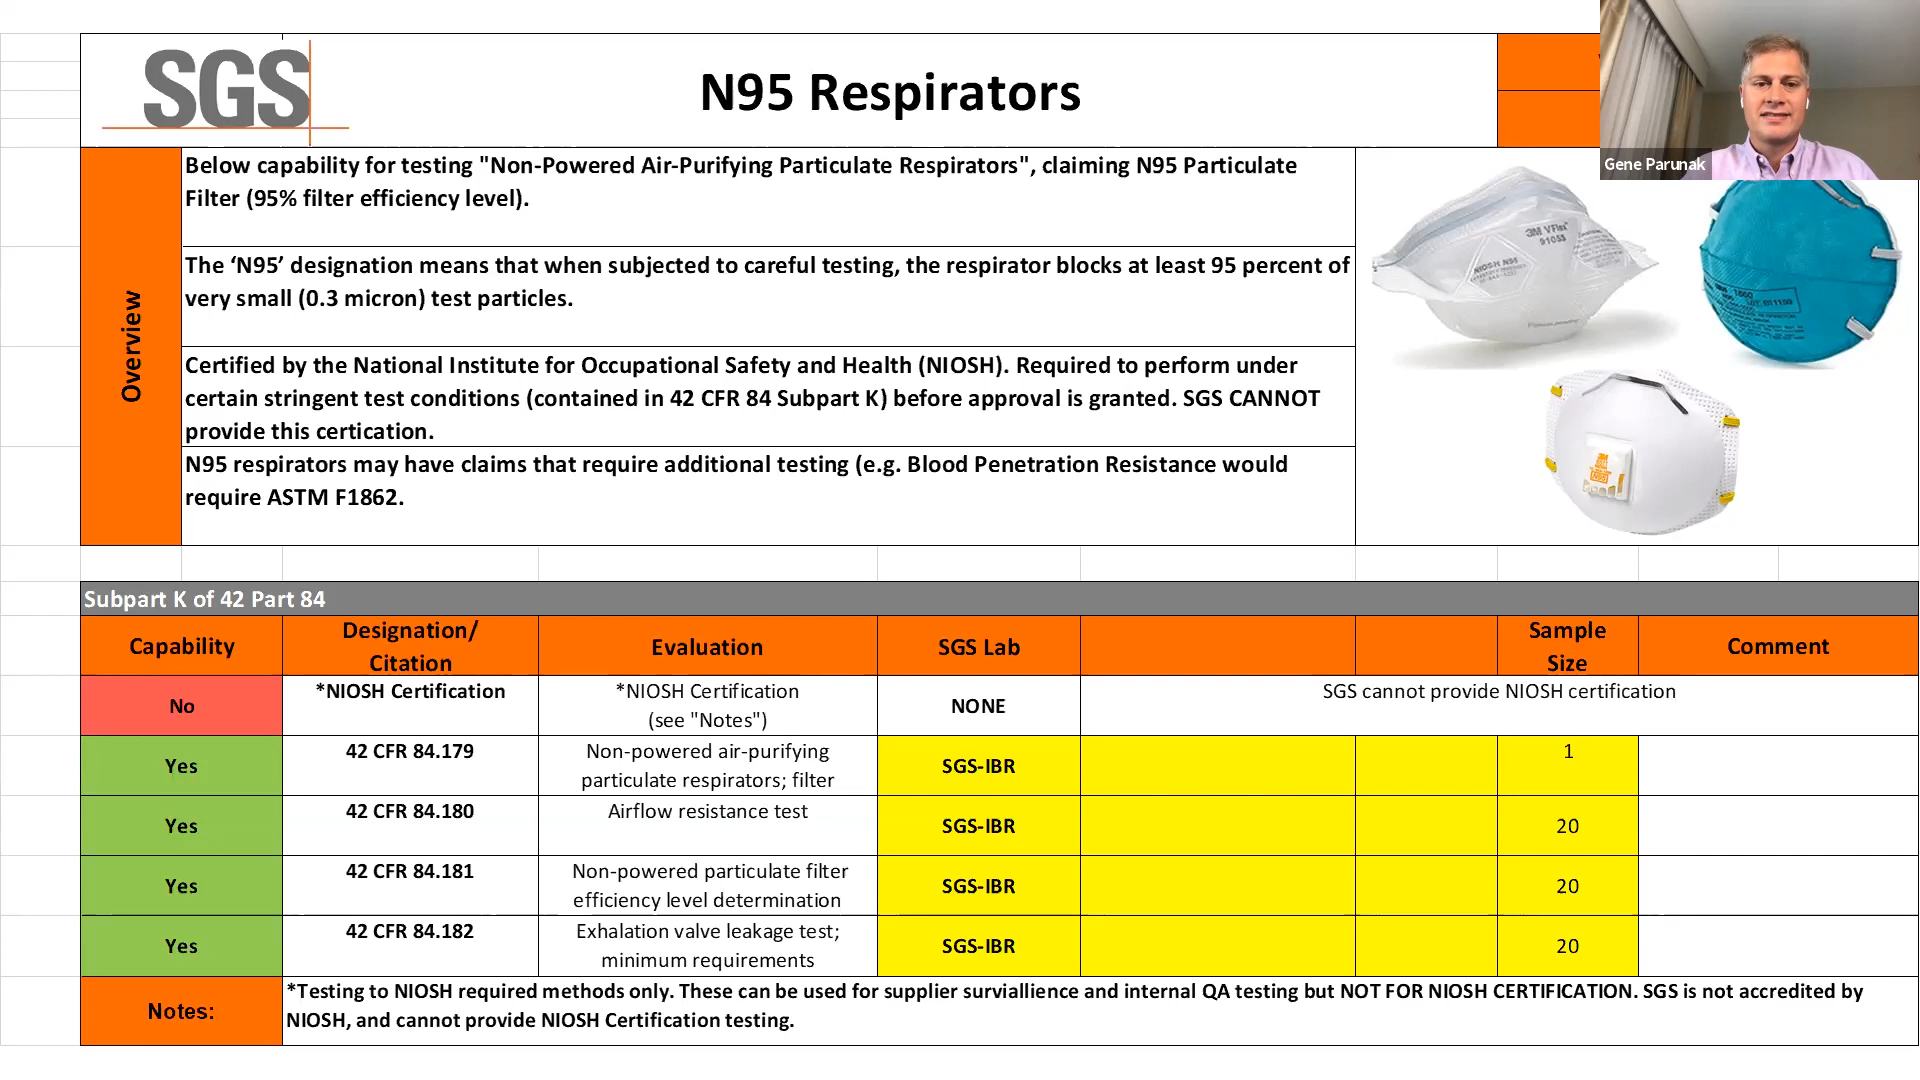 SGS
N95 Respirators
Gene Parunak
Overview
Below capability for testing "Non-Powered Air-Purifying Particulate Respirators", claiming N95 Particulate
Filter (95% filter efficiency level).
The ‘N95’ designation means that when subjected to careful testing, the respirator blocks at least 95 percent of
very small (0.3 micron) test particles.
Certified by the National Institute for Occupational Safety and Health (NIOSH). Required to perform under
certain stringent test conditions (contained in 42 CFR 84 Subpart K) before approval is granted. SGS CANNOT
provide this certication.
N95 respirators may have claims that require additional testing (e.g. Blood Penetration Resistance would
require ASTM F1862.
3M VFlex
9105S
NIOSH N95
3M 1860
3M
Subpart K of 42 Part 84
Capability
Designation/
Citation
Evaluation
SGS Lab
Sample
Size
Comment
No
*NIOSH Certification
*NIOSH Certification
(see "Notes")
NONE
SGS cannot provide NIOSH certification
Yes
42 CFR 84.179
Non-powered air-purifying
particulate respirators; filter
SGS-IBR
1
Yes
42 CFR 84.180
Airflow resistance test
SGS-IBR
20
Yes
42 CFR 84.181
Non-powered particulate filter
efficiency level determination
SGS-IBR
20
Yes
42 CFR 84.182
Exhalation valve leakage test;
minimum requirements
SGS-IBR
20
Notes:
*Testing to NIOSH required methods only. These can be used for supplier surviallience and internal QA testing but NOT FOR NIOSH CERTIFICATION. SGS is not accredited by
NIOSH, and cannot provide NIOSH Certification testing.